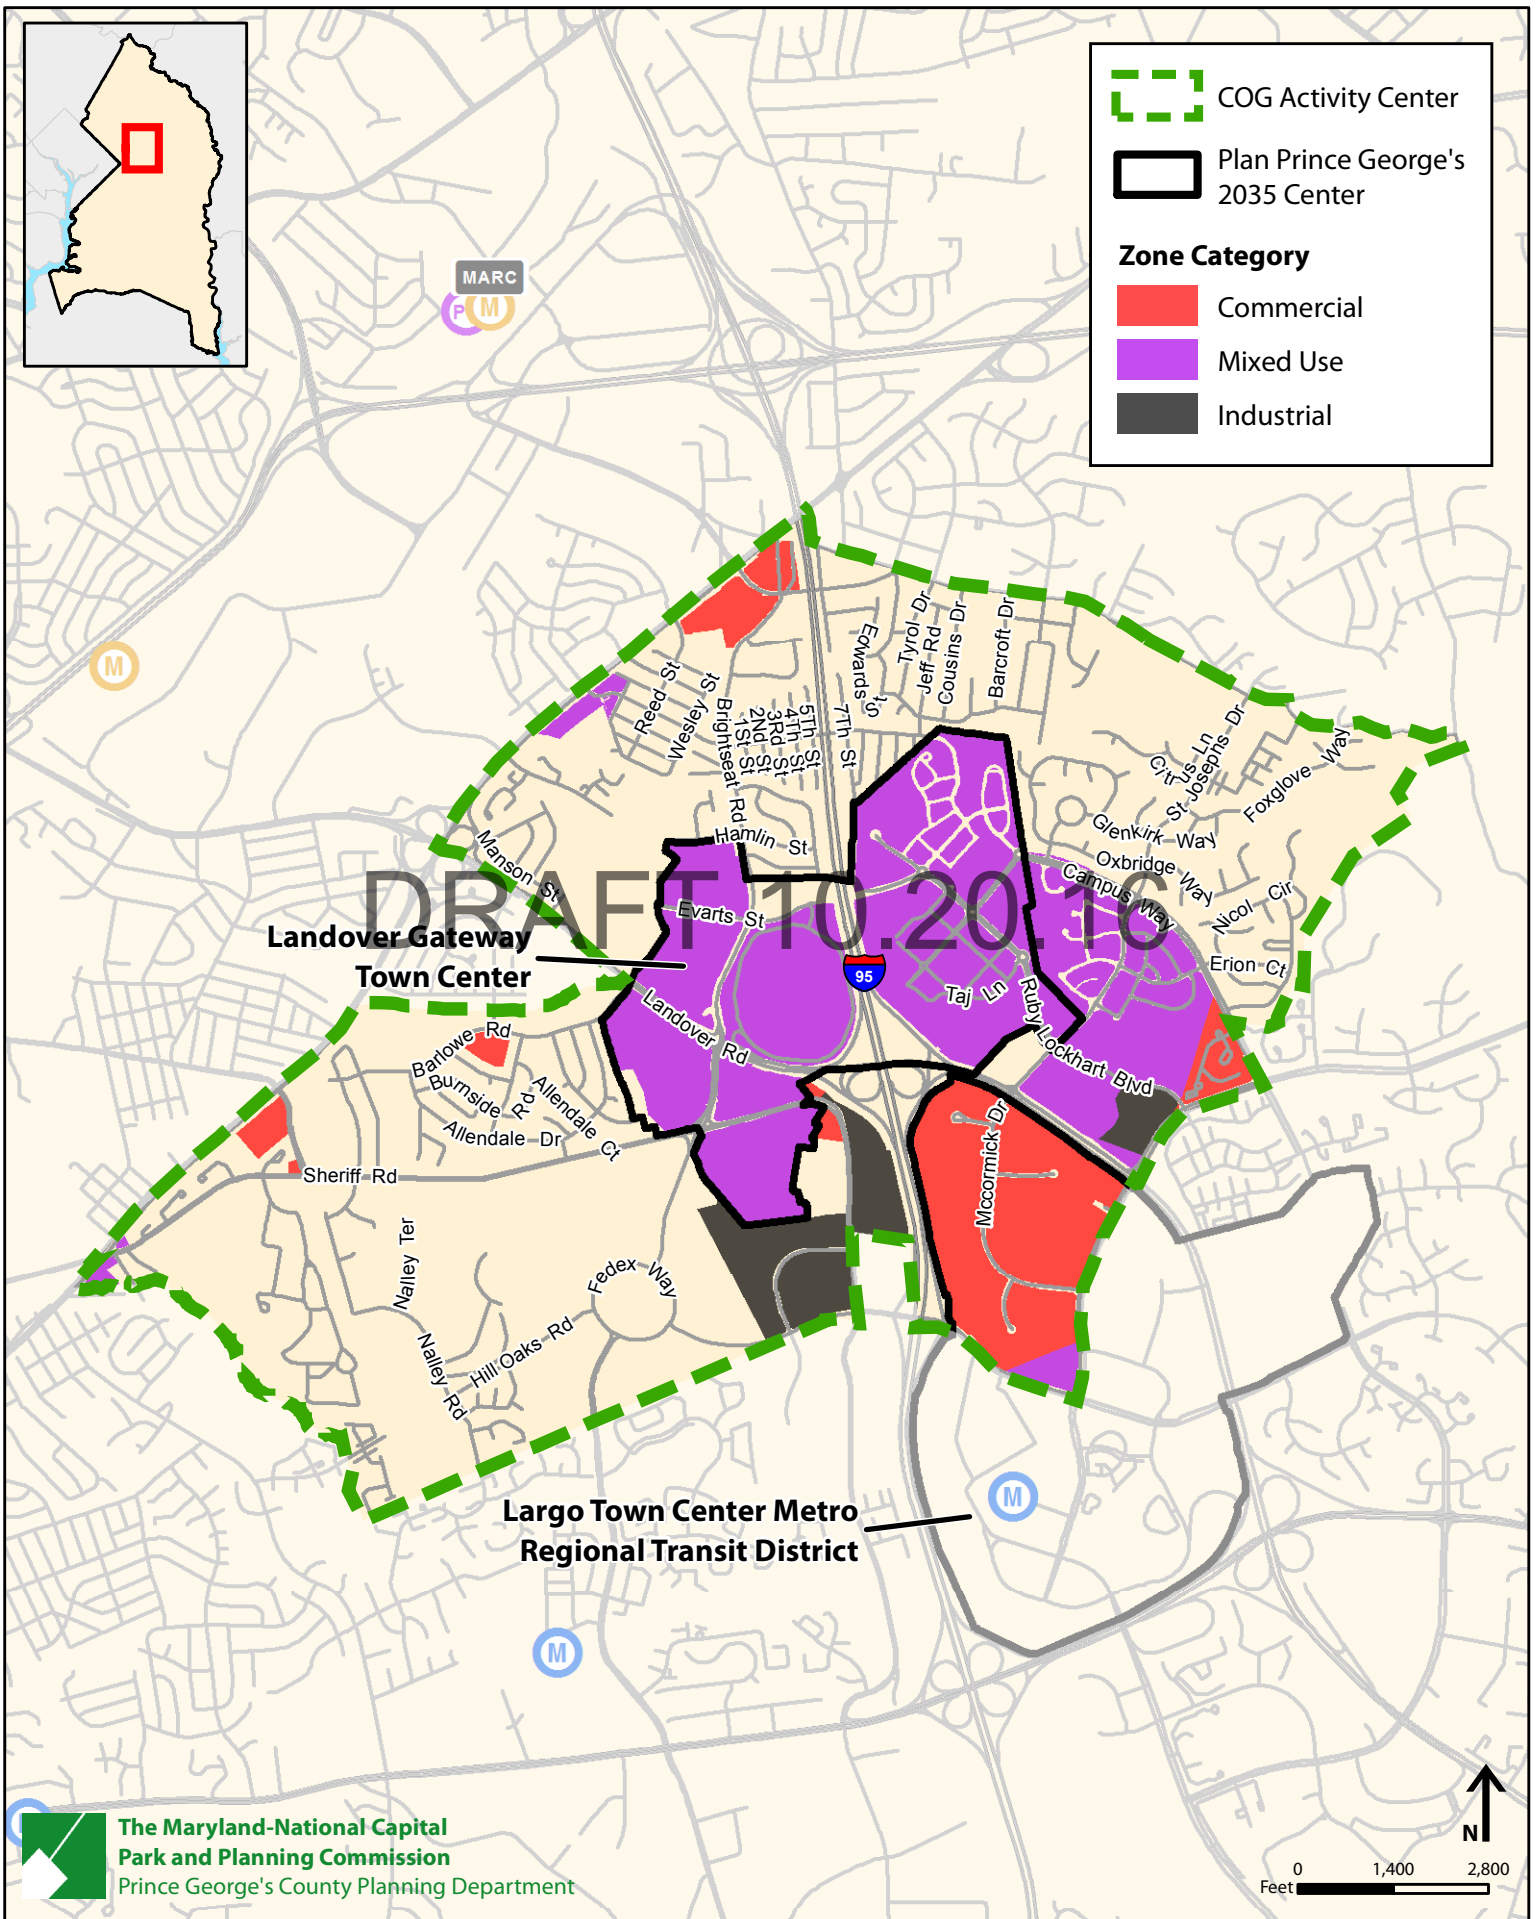 COG Activity Center
Plan Prince George's
2035 Center
Zone Category
Commercial
Mixed Use
Industrial
MARC
P
M
M
Edwards St
Tyrol Dr
Jeff Rd
Cousins Dr
Barcroft Dr
Reed St
Wesley St
Brightseat Rd
1St St
2Nd St
3Rd St
4Th St
5Th St
7Th St
Citrus Ln
St Josephs Dr
Foxglove Way
Glenkirk Way
Oxbridge Way
Campus Way
Nicol Cir
Erion Ct
Hamlin St
Manson St
DRAFT 10.20.16
Evarts St
Landover Gateway
Town Center
95
Taj Ln
Ruby Lockhart Blvd
Landover Rd
Barlowe Rd
Burnside Rd
Allendale Ct
Allendale Dr
Mccormick Dr
Sheriff Rd
Nalley Ter
Fedex Way
Nalley Rd
Hill Oaks Rd
Largo Town Center Metro
Regional Transit District
M
M
The Maryland-National Capital
Park and Planning Commission
Prince George's County Planning Department
N
0 1,400 2,800
Feet